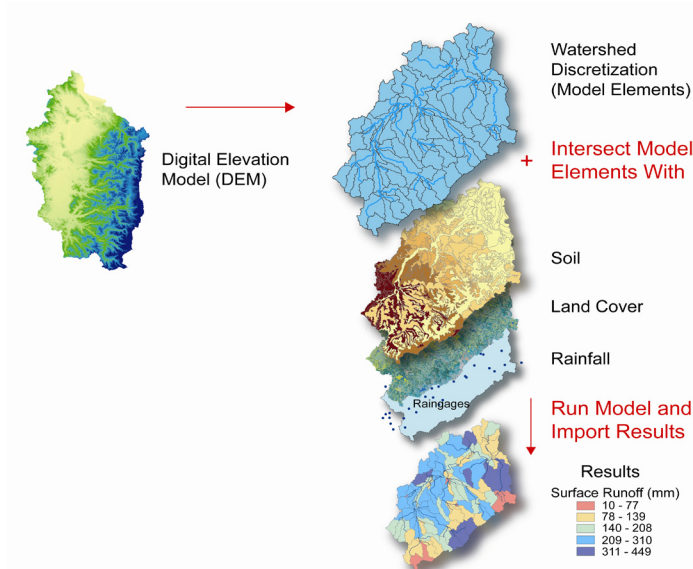 Watershed
Discretization
(Model Elements)
Digital Elevation
Model (DEM)
+ Intersect Model
Elements With
Soil
Land Cover
Rainfall
Raingages
Run Model and
Import Results
Results
Surface Runoff (mm)
10 - 77
78 - 139
140 - 208
209 - 310
311 - 449